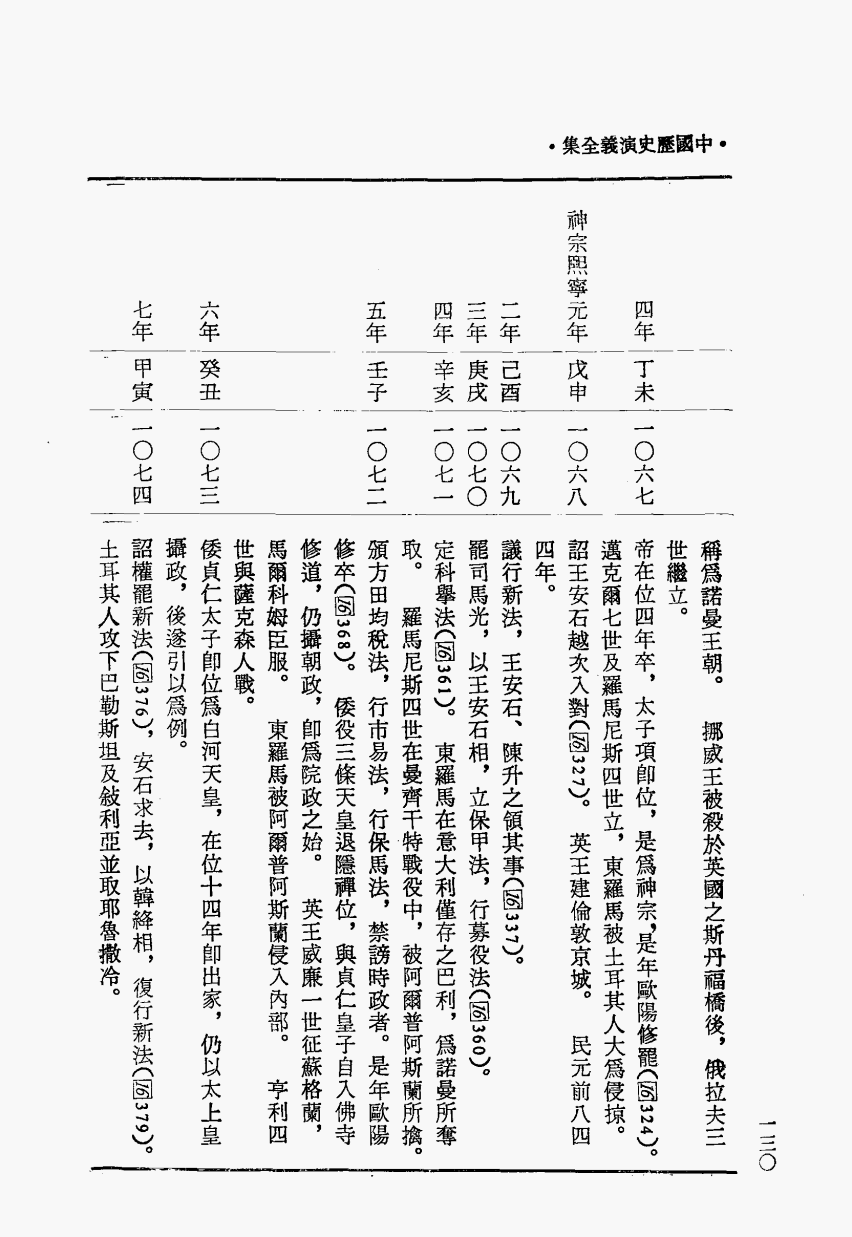 •中國歷史演義全集•
稱爲諾曼王朝。　挪威王被殺於英國之斯丹福橋後，俄拉夫三
世繼立。
四年　丁未　一〇六七　帝在位四年卒，太子項卽位，是爲神宗，是年歐陽修罷(16324)。
邁克爾七世及羅馬尼斯四世立，東羅馬被土耳其人大爲侵掠。
神宗熙寧元年　戊申　一〇六八　詔王安石越次入對(16327)。　英王建倫敦京城。　民元前八四
四年。
二年　己酉　一〇六九　議行新法，王安石、陳升之領其事(16337)。
三年　庚戌　一〇七〇　罷司馬光，以王安石相，立保甲法，行募役法(16360)。
四年　辛亥　一〇七一　定科擧法(16361)。　東羅馬在意大利僅存之巴利，爲諾曼所奪
取。　羅馬尼斯四世在曼齊干特戰役中，被阿爾普阿斯蘭所擒。
五年　壬子　一〇七二　頒方田均稅法，行市易法，行保馬法，禁謗時政者。是年歐陽
修卒(16368)。　倭役三條天皇退隱禪位，與貞仁皇子自入佛寺
修道，仍攝朝政，卽爲院政之始。　英王威廉一世征蘇格蘭，
馬爾科姆臣服。　東羅馬被阿爾普阿斯蘭侵入內部。　亨利四
世與薩克森人戰。
六年　癸丑　一〇七三　倭貞仁太子卽位爲白河天皇，在位十四年卽出家，仍以太上皇
攝政，後遂引以爲例。
七年　甲寅　一〇七四　詔權罷新法(16376)，安石求去，以韓絳相，復行新法(16379)。
土耳其人攻下巴勒斯坦及敍利亞並取耶魯撒冷。
一三〇